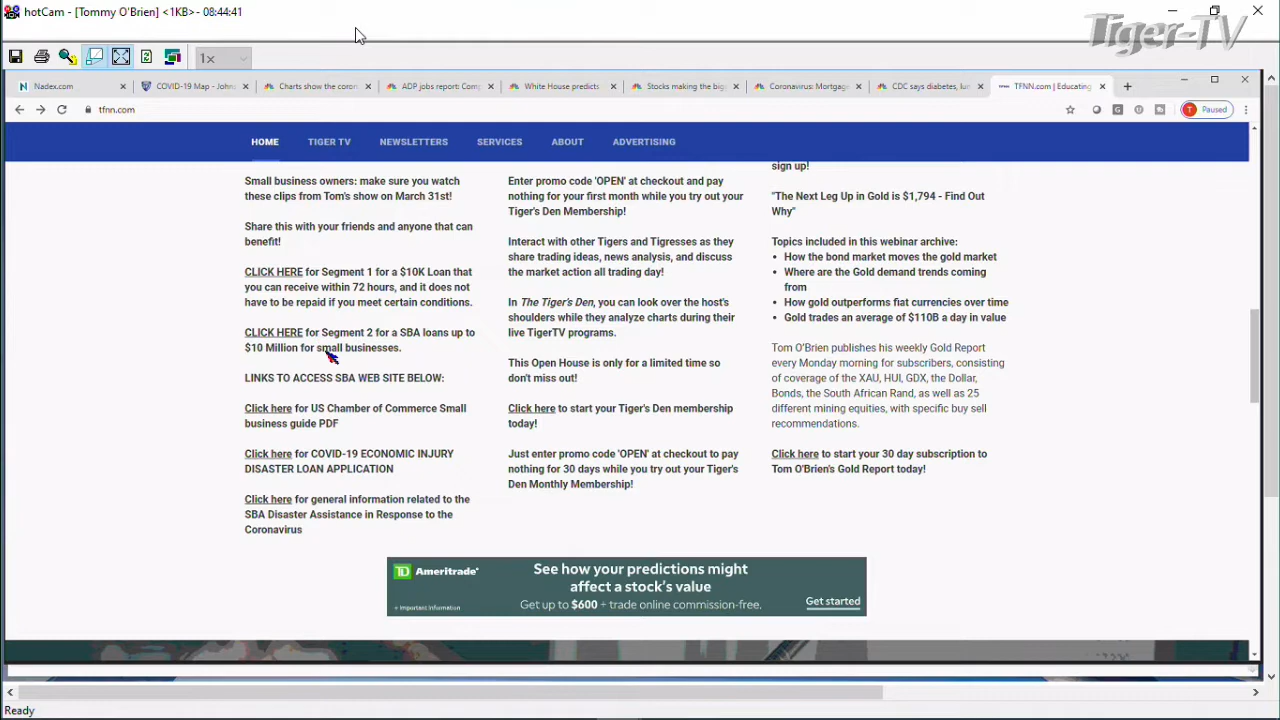 hotCam - [Tommy O'Brien] <1KB> - 08:44:41
Tiger-TV
1x
Nadex.com
COVID-19 Map - Johns
Charts show the coron
ADP jobs report: Comp
White House predicts
Stocks making the big
Coronavirus: Mortgage
CDC says diabetes, lun
TFNN.com | Educating
tfnn.com
T Paused
HOME TIGER TV NEWSLETTERS SERVICES ABOUT ADVERTISING
Small business owners: make sure you watch
these clips from Tom's show on March 31st!
Share this with your friends and anyone that can
benefit!
CLICK HERE for Segment 1 for a $10K Loan that
you can receive within 72 hours, and it does not
have to be repaid if you meet certain conditions.
CLICK HERE for Segment 2 for a SBA loans up to
$10 Million for small businesses.
LINKS TO ACCESS SBA WEB SITE BELOW:
Click here for US Chamber of Commerce Small
business guide PDF
Click here for COVID-19 ECONOMIC INJURY
DISASTER LOAN APPLICATION
Click here for general information related to the
SBA Disaster Assistance in Response to the
Coronavirus
Enter promo code 'OPEN' at checkout and pay
nothing for your first month while you try out your
Tiger's Den Membership!
Interact with other Tigers and Tigresses as they
share trading ideas, news analysis, and discuss
the market action all trading day!
In The Tiger's Den, you can look over the host's
shoulders while they analyze charts during their
live TigerTV programs.
This Open House is only for a limited time so
don't miss out!
Click here to start your Tiger's Den membership
today!
Just enter promo code 'OPEN' at checkout to pay
nothing for 30 days while you try out your Tiger's
Den Monthly Membership!
sign up!
"The Next Leg Up in Gold is $1,794 - Find Out
Why"
Topics included in this webinar archive:
• How the bond market moves the gold market
• Where are the Gold demand trends coming
from
• How gold outperforms fiat currencies over time
• Gold trades an average of $110B a day in value
Tom O'Brien publishes his weekly Gold Report
every Monday morning for subscribers, consisting
of coverage of the XAU, HUI, GDX, the Dollar,
Bonds, the South African Rand, as well as 25
different mining equities, with specific buy sell
recommendations.
Click here to start your 30 day subscription to
Tom O'Brien's Gold Report today!
TD Ameritrade
+ Important Information
See how your predictions might
affect a stock's value
Get up to $600 + trade online commission-free.
Get started
Ready